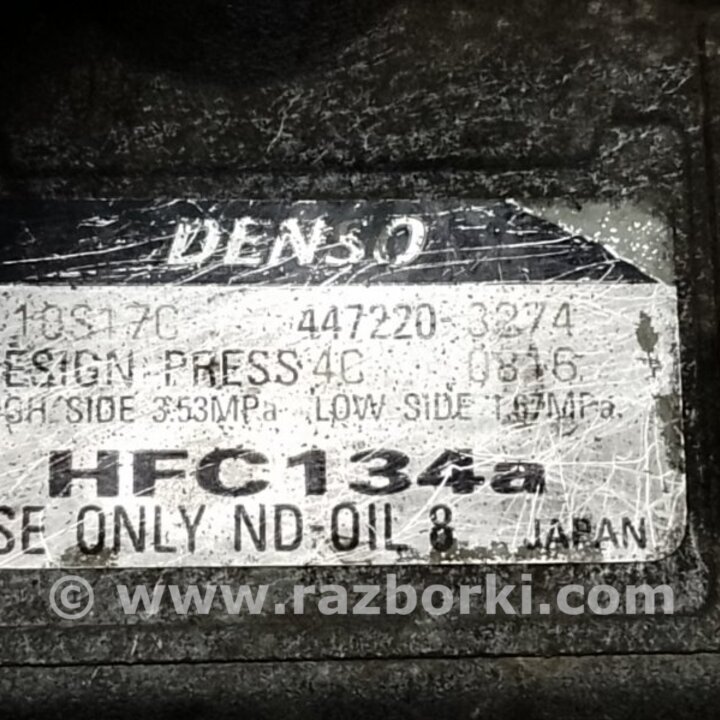 DENSO
10S17C 447220-3274
ESIGN PRESS 4C 0816
GH SIDE 3.53MPa LOW SIDE 1.67MPa.
HFC134a
SE ONLY ND-OIL 8 JAPAN
© www.razborki.com